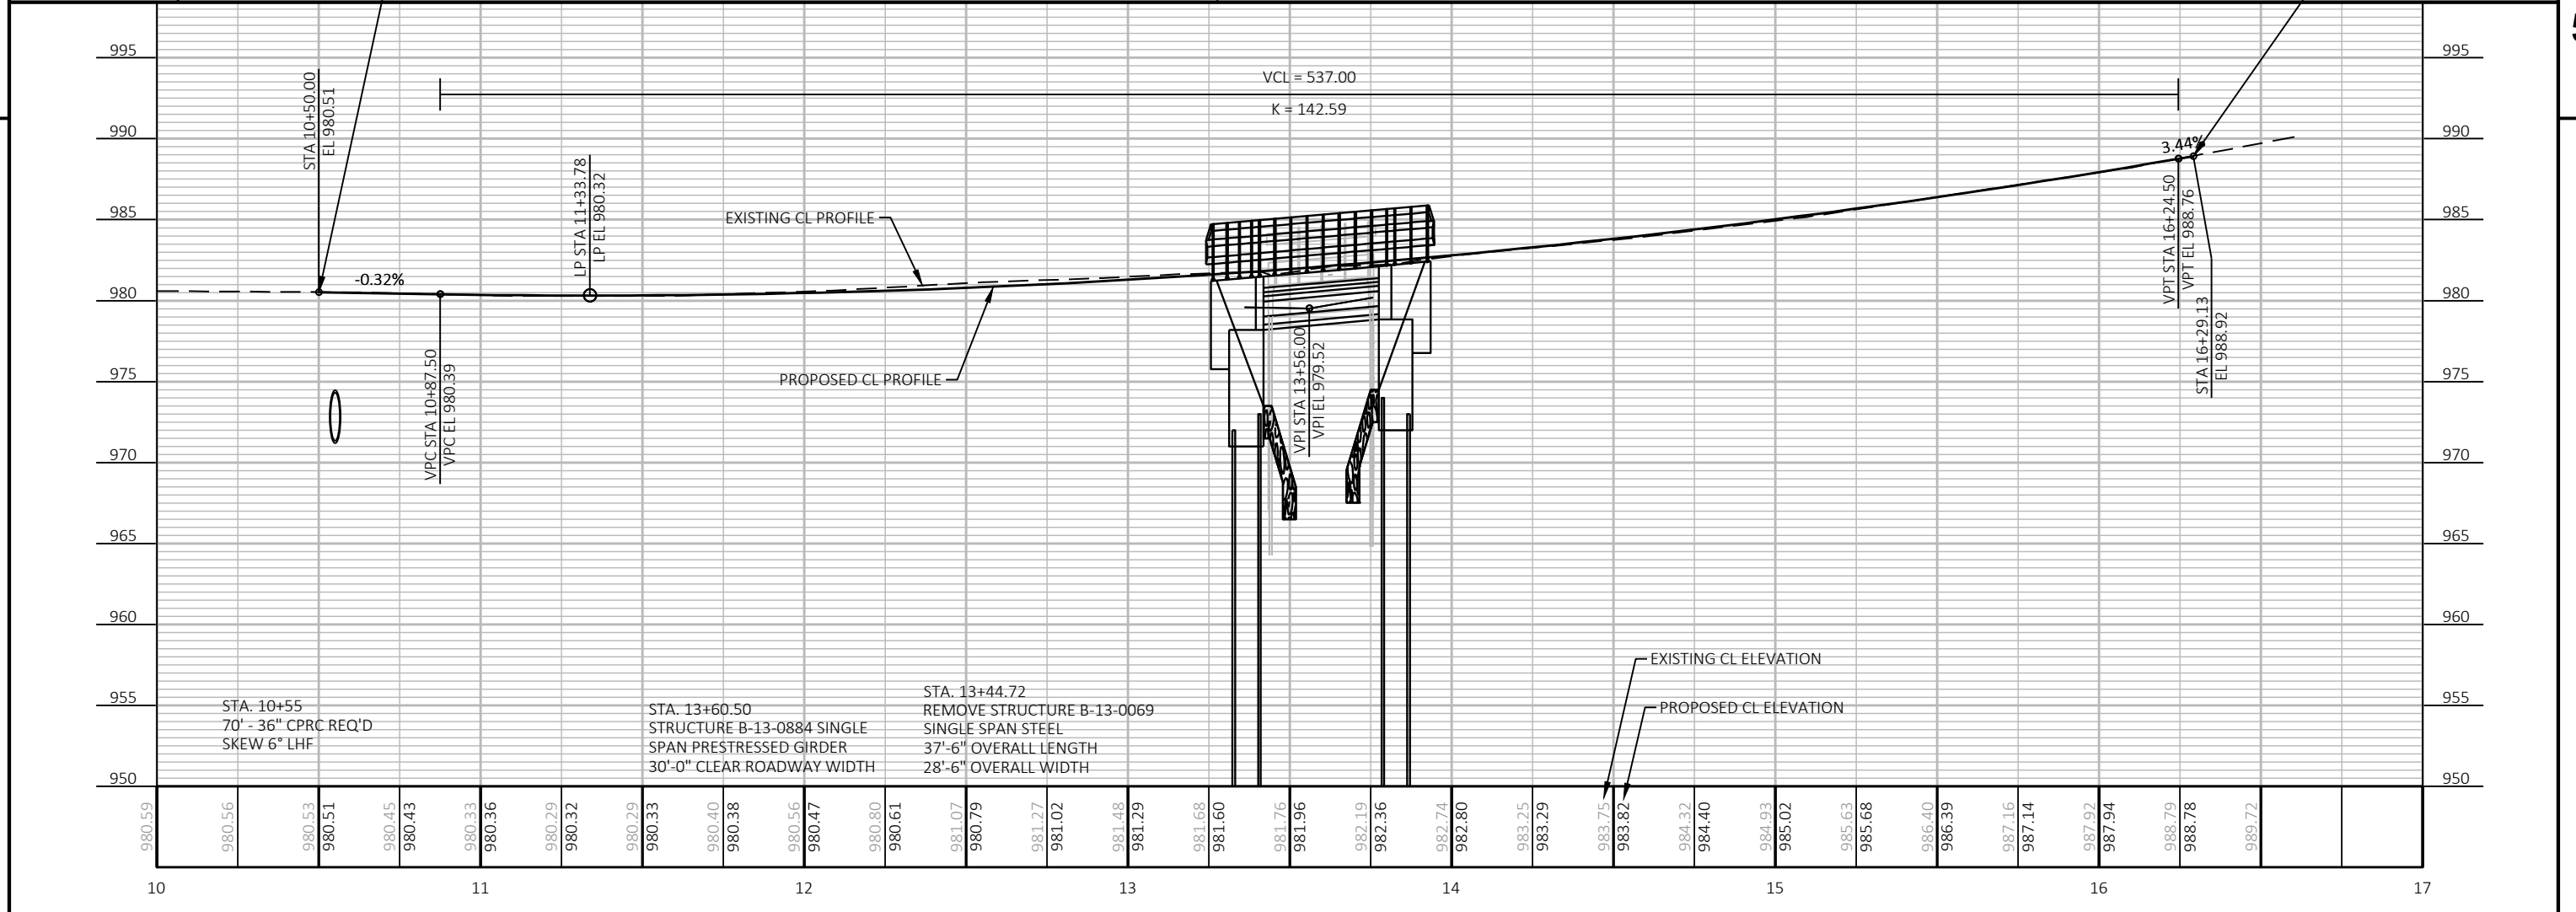 995
990
985
980
975
970
965
960
955
950
STA 10+50.00
EL 980.51
-0.32%
VPC STA 10+87.50
VPC EL 980.39
LP STA 11+33.78
LP EL 980.32
EXISTING CL PROFILE
PROPOSED CL PROFILE
VCL = 537.00
K = 142.59
VPI STA 13+56.00
VPI EL 979.52
3.44%
VPT STA 16+24.50
VPT EL 988.76
STA 16+29.13
EL 988.92
995
990
985
980
975
970
965
960
955
950
STA. 10+55
70' - 36" CPRC REQ'D
SKEW 6° LHF
STA. 13+60.50
STRUCTURE B-13-0884 SINGLE
SPAN PRESTRESSED GIRDER
30'-0" CLEAR ROADWAY WIDTH
STA. 13+44.72
REMOVE STRUCTURE B-13-0069
SINGLE SPAN STEEL
37'-6" OVERALL LENGTH
28'-6" OVERALL WIDTH
EXISTING CL ELEVATION
PROPOSED CL ELEVATION
980.59
980.56
980.53
980.51
980.45
980.43
980.33
980.36
980.29
980.32
980.29
980.33
980.40
980.38
980.56
980.47
980.80
980.61
981.07
980.79
981.27
981.02
981.48
981.29
981.68
981.60
981.76
981.96
982.19
982.36
982.74
982.80
983.25
983.29
983.75
983.82
984.32
984.40
984.93
985.02
985.63
985.68
986.40
986.39
987.16
987.14
987.92
987.94
988.79
988.78
989.72
10
11
12
13
14
15
16
17